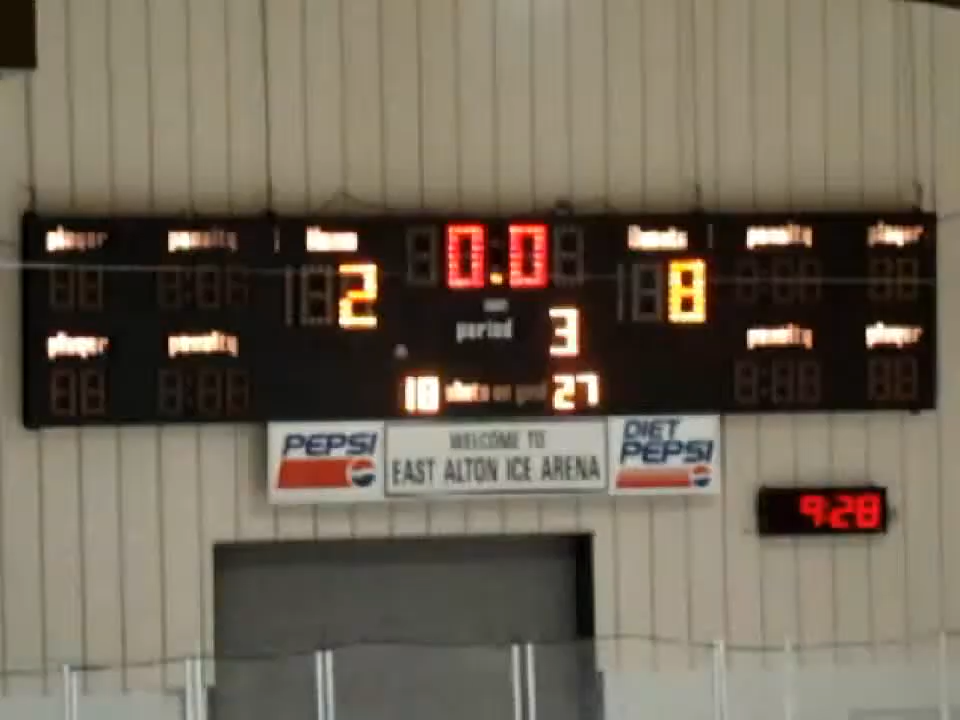 player penalty Home 0.0 Guests penalty player
2 8
period 3
player penalty penalty player
18 shots on goal 27
PEPSI WELCOME TO DIET PEPSI
EAST ALTON ICE ARENA
9:28